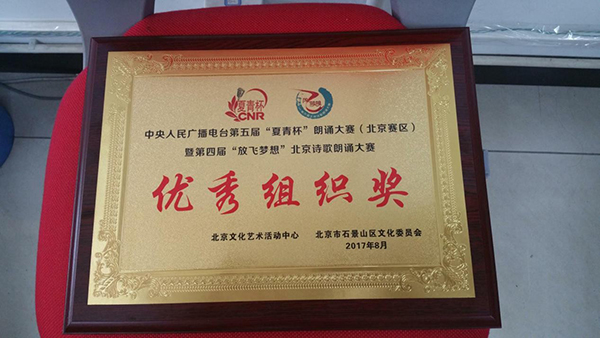 夏青杯
CNR
中央人民广播电台第五届“夏青杯”朗诵大赛（北京赛区）
暨第四届“放飞梦想”北京诗歌朗诵大赛
优秀组织奖
北京文化艺术活动中心 北京市石景山区文化委员会
2017年8月